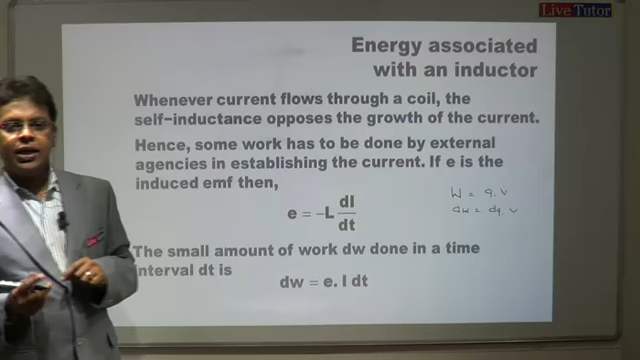 Live Tutor
Energy associated
with an inductor
Whenever current flows through a coil, the
self-inductance opposes the growth of the current.
Hence, some work has to be done by external
agencies in establishing the current. If e is the
induced emf then,
W = q.v
dw = dq v
e = -L dI/dt
The small amount of work dw done in a time
interval dt is
dw = e. I dt